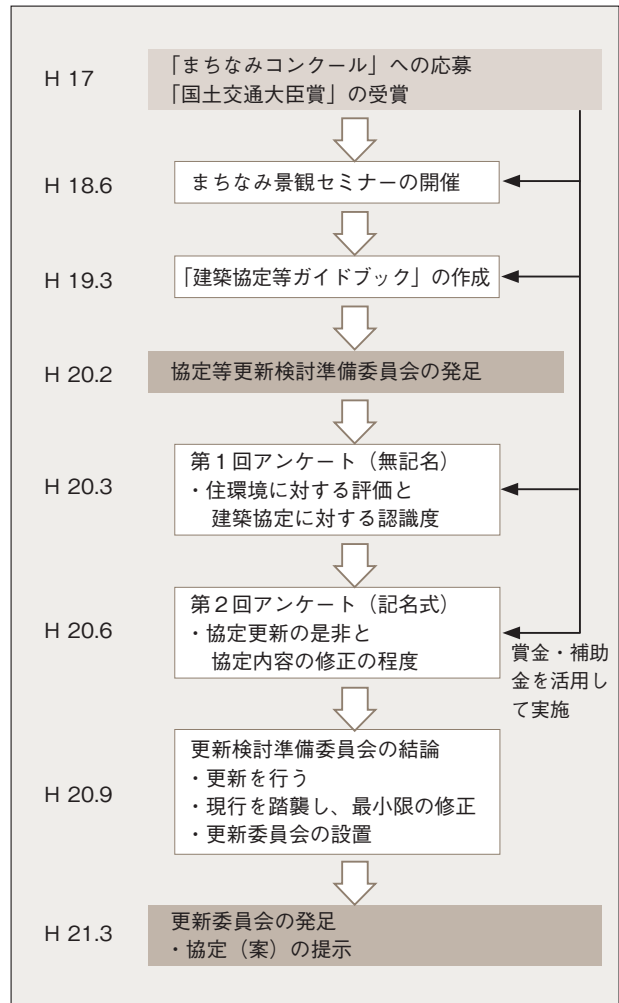 H 17
「まちなみコンクール」への応募
「国土交通大臣賞」の受賞
H 18.6
まちなみ景観セミナーの開催
H 19.3
「建築協定等ガイドブック」の作成
H 20.2
協定等更新検討準備委員会の発足
H 20.3
第1回アンケート（無記名）
・住環境に対する評価と
建築協定に対する認識度
H 20.6
第2回アンケート（記名式）
・協定更新の是非と
協定内容の修正の程度
賞金・補助
金を活用し
て実施
H 20.9
更新検討準備委員会の結論
・更新を行う
・現行を踏襲し、最小限の修正
・更新委員会の設置
H 21.3
更新委員会の発足
・協定（案）の提示